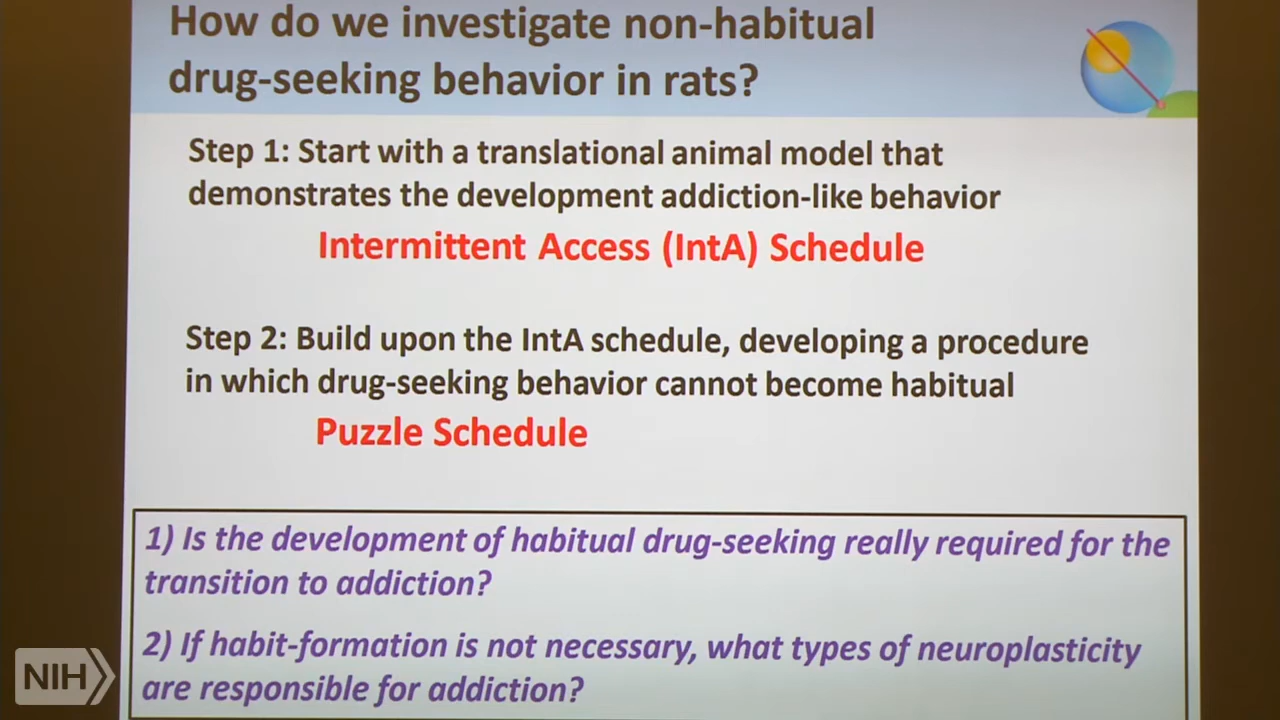 How do we investigate non-habitual
drug-seeking behavior in rats?
Step 1: Start with a translational animal model that
demonstrates the development addiction-like behavior
Intermittent Access (IntA) Schedule
Step 2: Build upon the IntA schedule, developing a procedure
in which drug-seeking behavior cannot become habitual
Puzzle Schedule
1) Is the development of habitual drug-seeking really required for the
transition to addiction?
2) If habit-formation is not necessary, what types of neuroplasticity
are responsible for addiction?
NIH